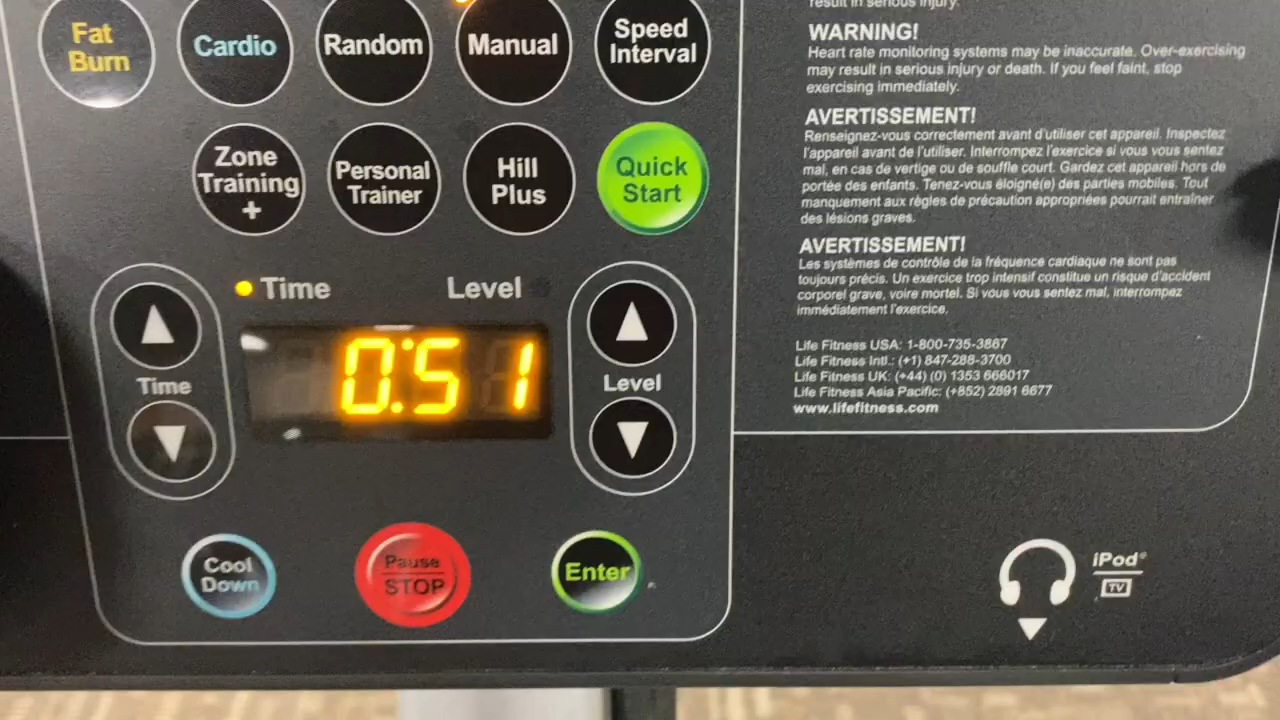 result in serious injury.
Fat
Burn
Cardio
Random
Manual
Speed
Interval
Zone
Training
+
Personal
Trainer
Hill
Plus
Quick
Start
Time
Level
0:51
Time
Level
Cool
Down
Pause
STOP
Enter
WARNING!
Heart rate monitoring systems may be inaccurate. Over-exercising
may result in serious injury or death. If you feel faint, stop
exercising immediately.
AVERTISSEMENT!
Renseignez-vous correctement avant d'utiliser cet appareil. Inspectez
l'appareil avant de l'utiliser. Interrompez l'exercice si vous vous sentez
mal, en cas de vertige ou de souffle court. Gardez cet appareil hors de
portée des enfants. Tenez-vous éloigné(e) des parties mobiles. Tout
manquement aux règles de précaution appropriées pourrait entraîner
des lésions graves.
AVERTISSEMENT!
Les systèmes de contrôle de la fréquence cardiaque ne sont pas
toujours précis. Un exercice trop intensif constitue un risque d'accident
corporel grave, voire mortel. Si vous vous sentez mal, interrompez
immédiatement l'exercice.
Life Fitness USA: 1-800-735-3867
Life Fitness Intl.: (+1) 847-288-3700
Life Fitness UK: (+44) (0) 1353 666017
Life Fitness Asia Pacific: (+852) 2891 6677
www.lifefitness.com
iPod®
TV